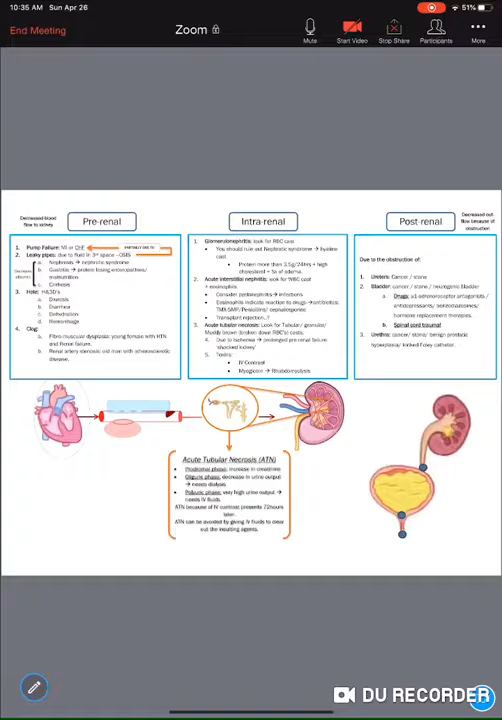 10:35 AM Sun Apr 26
51%
End Meeting
Zoom
Mute
Start Video
Stop Share
Participants
More
Decreased blood
flow to kidney
Pre-renal
Intra-renal
Post-renal
Decreased out
flow because of
obstruction
1. Pump Failure: MI or CHF
2. Leaky pipes: due to fluid in 3rd space
a. Nephrosis → nephrotic syndrome
b. Gastritis → protein losing enteropathies/
malnutrition
c. Cirrhosis
Decreased
albumin
3. Hole: H&3D's
a. Diuresis
b. Diarrhea
c. Dehydration
d. Hemorrhage
4. Clog:
a. Fibro muscular dysplasia: young female with HTN
and Renal failure.
b. Renal artery stenosis: old man with atherosclerotic
disease.
1. Glomerulonephritis: look for RBC cast
You should rule out Nephrotic Syndrome → hyaline
cast
Protein more than 3.5g/24hrs + high
cholesterol + Sx of edema.
2. Acute interstitial nephritis: look for WBC cast
+ eosinophils
Consider pyelonephritis → infections
Eosinophils indicate reaction to drugs → antibiotics:
TMP/SMP/ Penicillins/ cephalosporins
Transplant rejection..?
3. Acute tubular necrosis: Look for Tubular/ granular/
Muddy brown (broken down RBC's) casts.
4. Due to ischemia → prolonged pre renal failure
'shocked kidney'
5. Toxins:
IV Contrast
Myoglobin → Rhabdomyolysis
Due to the obstruction of:
1. Ureters: Cancer / stone
2. Bladder: cancer / stone / neurogenic bladder
a. Drugs: α1-adrenoreceptor antagonists /
antidepressants/ benzodiazepines/
hormone replacement therapies.
b. Spinal cord trauma!
3. Urethra: cancer/ stone/ benign prostatic
hyperplasia/ kinked Foley catheter.
Acute Tubular Necrosis (ATN)
Prodromal phase: increase in creatinine
Oliguric phase: decrease in urine output
→ needs dialysis
Polyuric phase: very high urine output →
needs IV fluids
ATN because of IV contrast presents 72hours
later.
ATN can be avoided by giving IV fluids to clear
out the insulting agents.
DU RECORDER